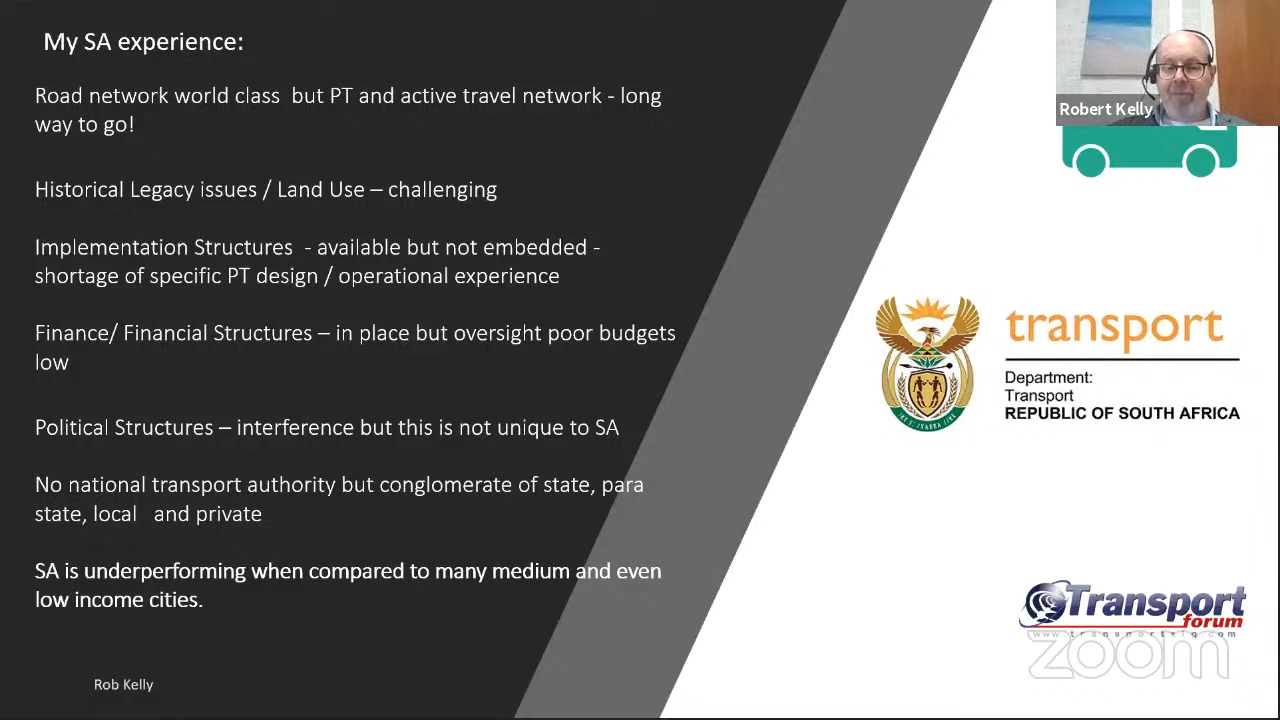 My SA experience:
Road network world class but PT and active travel network - long
way to go!
Historical Legacy issues / Land Use – challenging
Implementation Structures - available but not embedded -
shortage of specific PT design / operational experience
Finance/ Financial Structures – in place but oversight poor budgets
low
Political Structures – interference but this is not unique to SA
No national transport authority but conglomerate of state, para
state, local and private
SA is underperforming when compared to many medium and even
low income cities.
Rob Kelly
Robert Kelly
transport
Department:
Transport
REPUBLIC OF SOUTH AFRICA
Transport
forum
www.transportsig.com
zoom